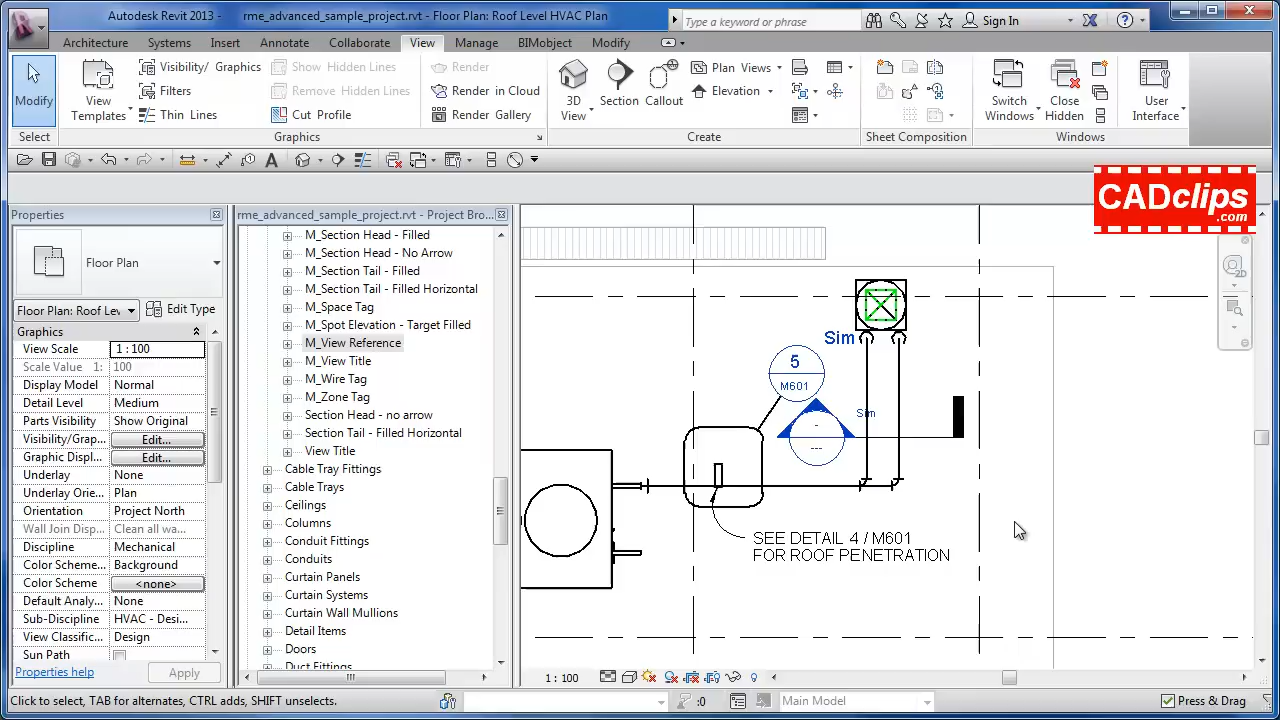 Autodesk Revit 2013 - rme_advanced_sample_project.rvt - Floor Plan: Roof Level HVAC Plan
Type a keyword or phrase
Sign In
Architecture Systems Insert Annotate Collaborate View Manage BIMobject Modify
Modify
View
Templates
Visibility/ Graphics
Filters
Thin Lines
Show Hidden Lines
Remove Hidden Lines
Cut Profile
Render
Render in Cloud
Render Gallery
3D
View
Section
Callout
Plan Views
Elevation
Switch
Windows
Close
Hidden
User
Interface
Select
Graphics
Create
Sheet Composition
Windows
CADclips
.com
Properties
Floor Plan
Floor Plan: Roof Lev
Edit Type
Graphics
View Scale 1 : 100
Scale Value 1: 100
Display Model Normal
Detail Level Medium
Parts Visibility Show Original
Visibility/Grap... Edit...
Graphic Displ... Edit...
Underlay None
Underlay Orie... Plan
Orientation Project North
Wall Join Displ... Clean all wa...
Discipline Mechanical
Color Scheme... Background
Color Scheme <none>
Default Analy... None
Sub-Discipline HVAC - Desi...
View Classific... Design
Sun Path
Properties help
Apply
rme_advanced_sample_project.rvt - Project Bro...
M_Section Head - Filled
M_Section Head - No Arrow
M_Section Tail - Filled
M_Section Tail - Filled Horizontal
M_Space Tag
M_Spot Elevation - Target Filled
M_View Reference
M_View Title
M_Wire Tag
M_Zone Tag
Section Head - no arrow
Section Tail - Filled Horizontal
View Title
Cable Tray Fittings
Cable Trays
Ceilings
Columns
Conduit Fittings
Conduits
Curtain Panels
Curtain Systems
Curtain Wall Mullions
Detail Items
Doors
Duct Fittings
Sim
5
M601
Sim
-
---
SEE DETAIL 4 / M601
FOR ROOF PENETRATION
1 : 100
Click to select, TAB for alternates, CTRL adds, SHIFT unselects.
:0
Main Model
Press & Drag